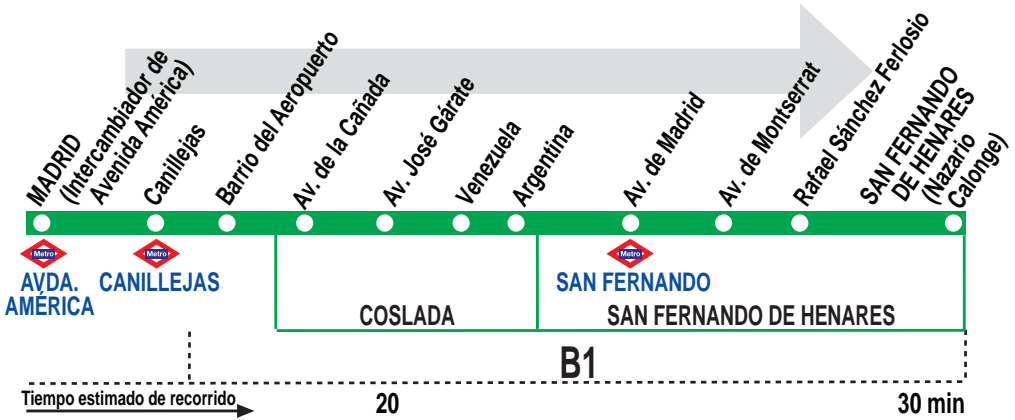 MADRID
(Intercambiador de
Avenida América)
Canillejas
Barrio del Aeropuerto
Av. de la Cañada
Av. José Gárate
Venezuela
Argentina
Av. de Madrid
Av. de Montserrat
Rafael Sánchez Ferlosio
SAN FERNANDO
DE HENARES
(Nazario
Calonge)
Metro
Metro
Metro
AVDA.
AMÉRICA
CANILLEJAS
SAN FERNANDO
COSLADA
SAN FERNANDO DE HENARES
B1
Tiempo estimado de recorrido
20
30 min